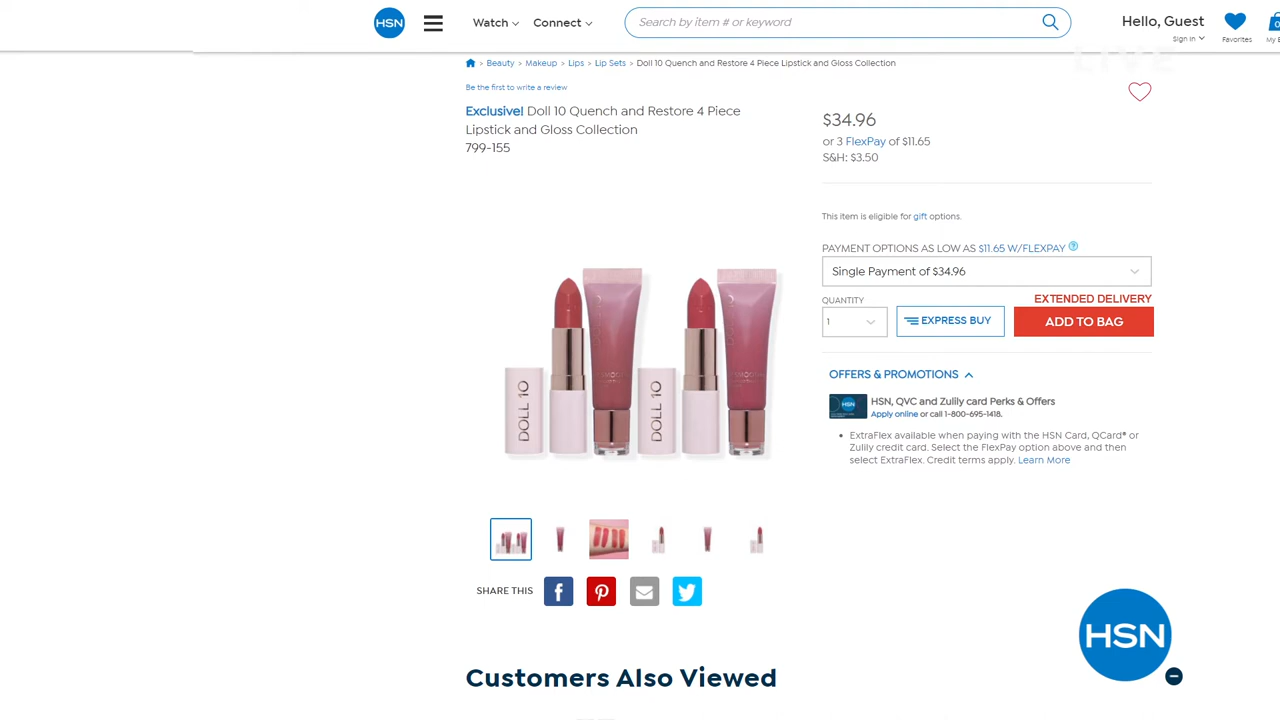 HSN
Watch
Connect
Search by item # or keyword
Hello, Guest
Sign In
Favorites
0
LIVE
Beauty > Makeup > Lips > Lip Sets > Doll 10 Quench and Restore 4 Piece Lipstick and Gloss Collection
Be the first to write a review
Exclusive! Doll 10 Quench and Restore 4 Piece
Lipstick and Gloss Collection
799-155
$34.96
or 3 FlexPay of $11.65
S&H: $3.50
This item is eligible for gift options.
PAYMENT OPTIONS AS LOW AS $11.65 W/FLEXPAY ?
Single Payment of $34.96
EXTENDED DELIVERY
QUANTITY
1
EXPRESS BUY
ADD TO BAG
OFFERS & PROMOTIONS
HSN
HSN, QVC and Zulily card Perks & Offers
Apply online or call 1-800-695-1418.
• ExtraFlex available when paying with the HSN Card, QCard® or
Zulily credit card. Select the FlexPay option above and then
select ExtraFlex. Credit terms apply. Learn More
DOLL 10
DOLL 10
DOLL 10
DOLL 10
SHARE THIS
HSN
Customers Also Viewed